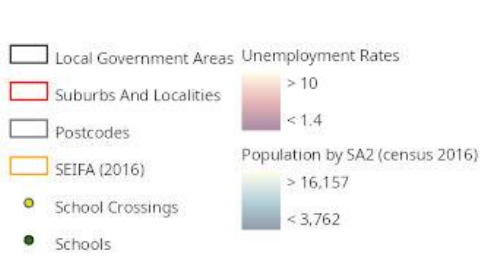 Local Government Areas
Suburbs And Localities
Postcodes
SEIFA (2016)
School Crossings
Schools
Unemployment Rates
> 10
< 1.4
Population by SA2 (census 2016)
> 16,157
< 3,762